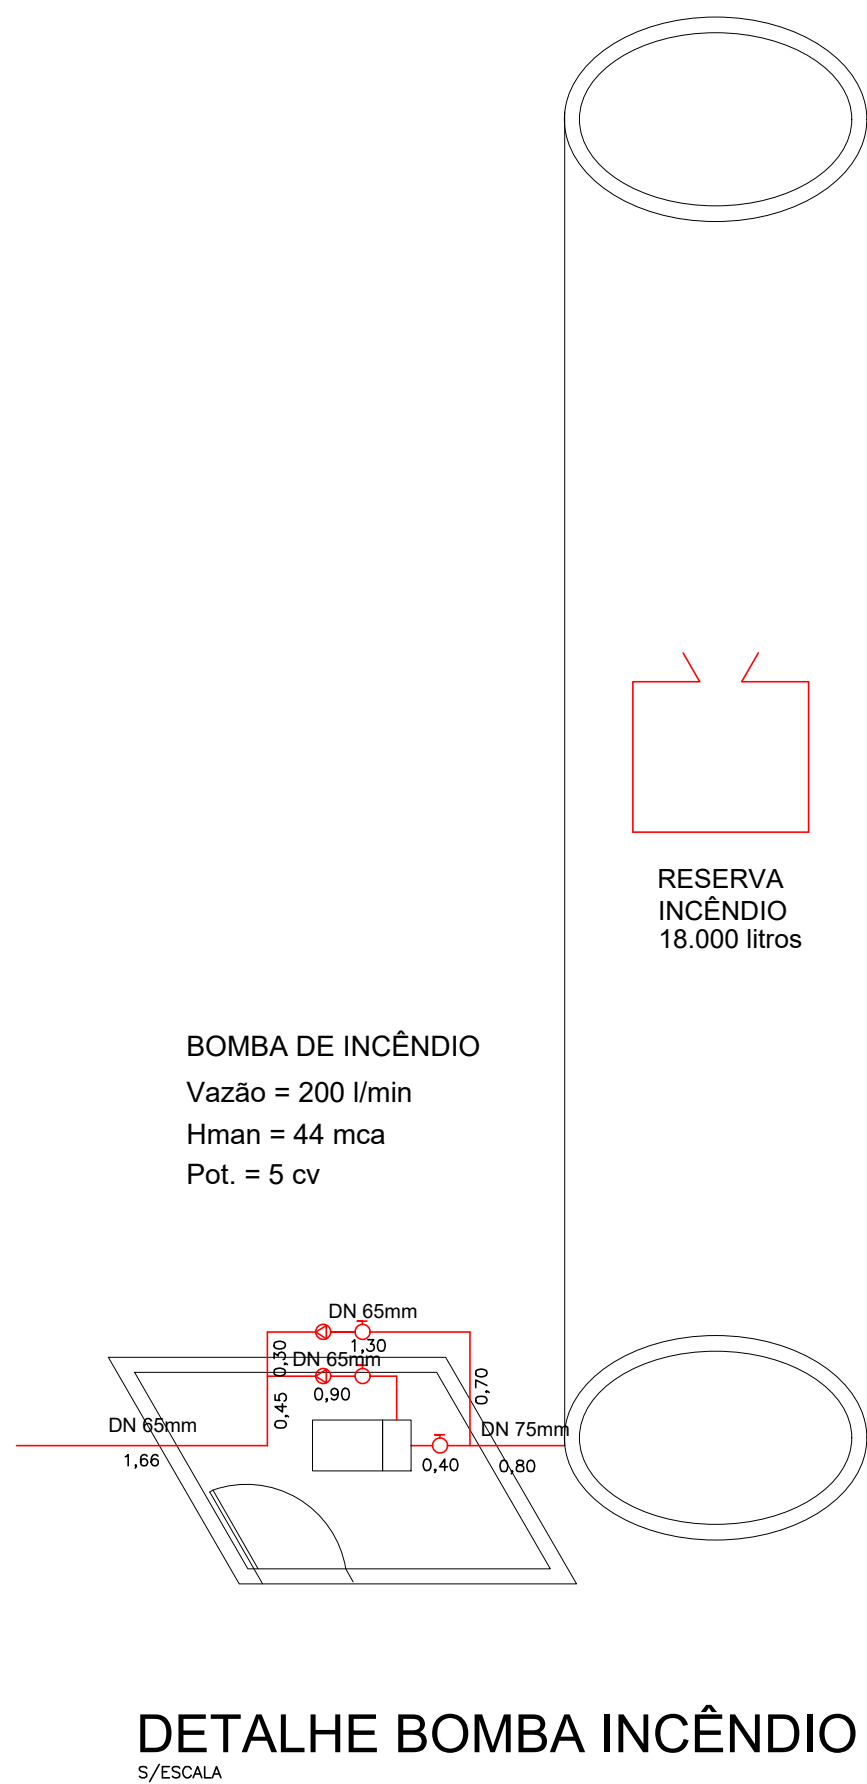 RESERVA
INCÊNDIO
18.000 litros
BOMBA DE INCÊNDIO
Vazão = 200 l/min
Hman = 44 mca
Pot. = 5 cv
DN 65mm
1,30
0,30
DN 65mm
0,90
0,45
0,70
DN 65mm
1,66
DN 75mm
0,40
0,80
DETALHE BOMBA INCÊNDIO
S/ESCALA